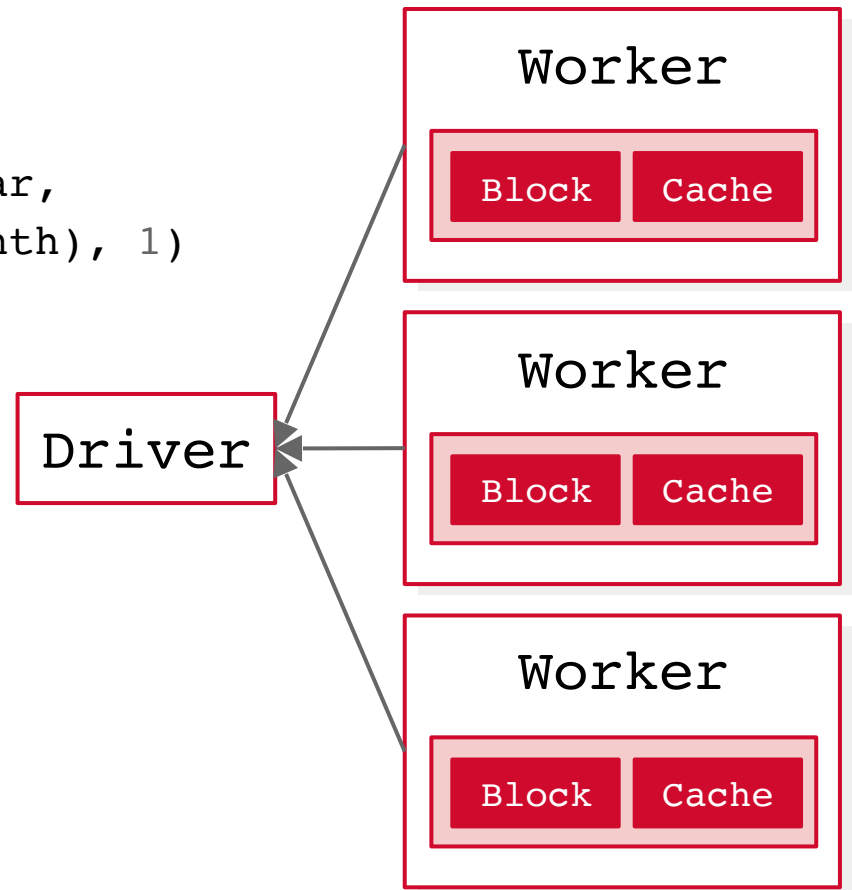 Worker
Block Cache
ar,
nth), 1)
Worker
Driver
Block Cache
Worker
Block Cache